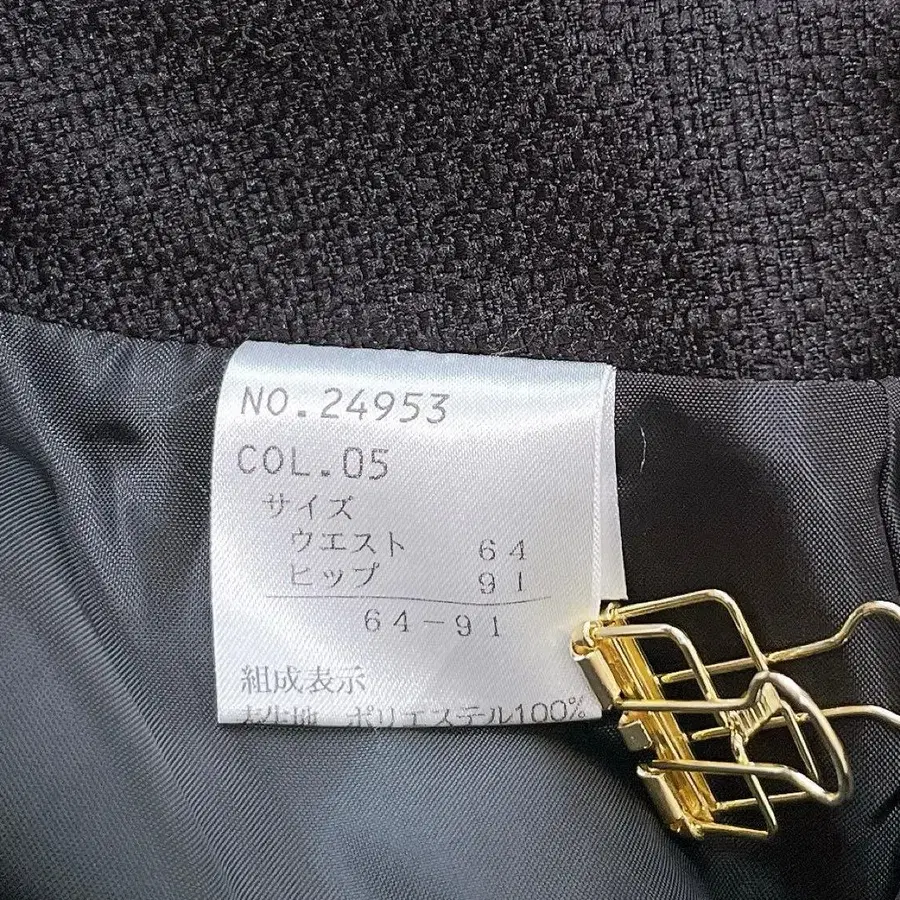 NO.24953
COL.05
サイズ
ウエスト 64
ヒップ 91
64-91
組成表示
表生地 ポリエステル100%